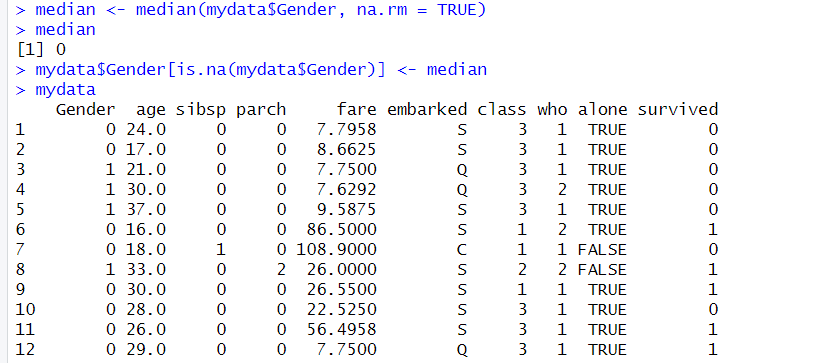 > median <- median(mydata$Gender, na.rm = TRUE)
> median
[1] 0
> mydata$Gender[is.na(mydata$Gender)] <- median
> mydata
   Gender  age sibsp parch     fare embarked class who alone survived
1       0 24.0     0     0   7.7958        S     3   1  TRUE        0
2       0 17.0     0     0   8.6625        S     3   1  TRUE        0
3       1 21.0     0     0   7.7500        Q     3   1  TRUE        0
4       1 30.0     0     0   7.6292        Q     3   2  TRUE        0
5       1 37.0     0     0   9.5875        S     3   1  TRUE        0
6       0 16.0     0     0  86.5000        S     1   2  TRUE        1
7       0 18.0     1     0 108.9000        C     1   1 FALSE        0
8       1 33.0     0     2  26.0000        S     2   2 FALSE        1
9       0 30.0     0     0  26.5500        S     1   1  TRUE        1
10      0 28.0     0     0  22.5250        S     3   1  TRUE        0
11      0 26.0     0     0  56.4958        S     3   1  TRUE        1
12      0 29.0     0     0   7.7500        Q     3   1  TRUE        1